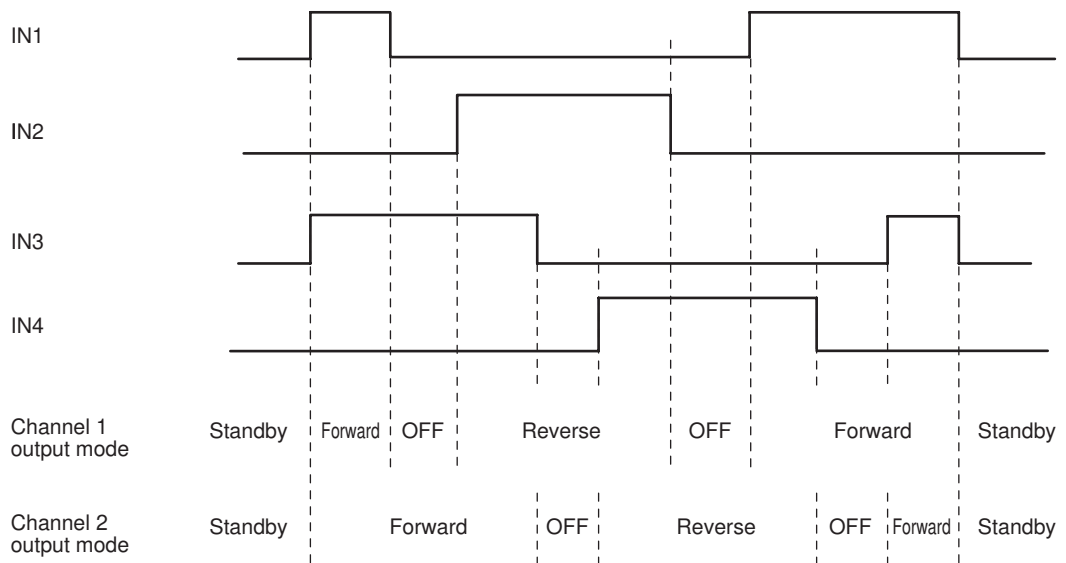 IN1
IN2
IN3
IN4
Channel 1
output mode
Standby Forward OFF Reverse OFF Forward Standby
Channel 2
output mode
Standby Forward OFF Reverse OFF Forward Standby